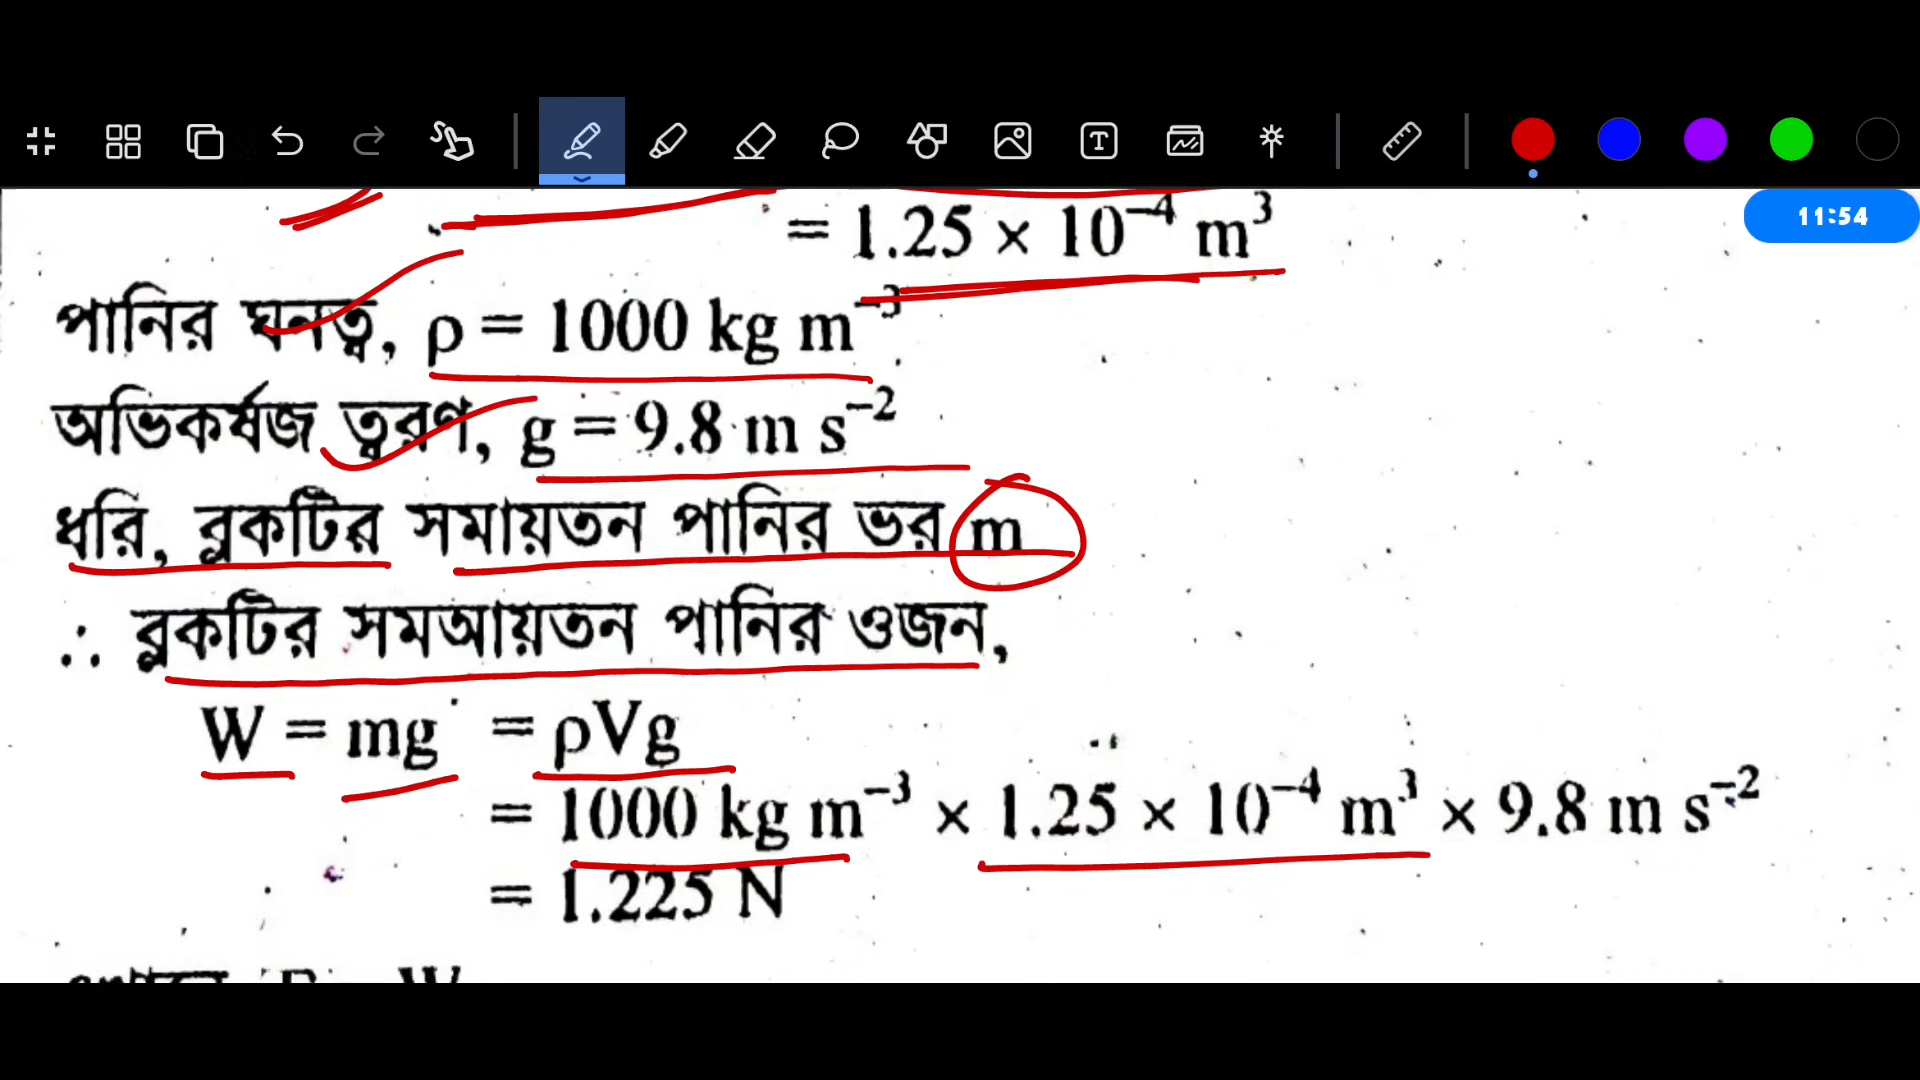 11:54
= 1.25 × 10⁻⁴ m³
পানির ঘনত্ব, ρ = 1000 kg m⁻³
অভিকর্ষজ ত্বরণ, g = 9.8 m s⁻²
ধরি, ব্লকটির সমায়তন পানির ভর m
∴ ব্লকটির সমআয়তন পানির ওজন,
W = mg = ρVg
= 1000 kg m⁻³ × 1.25 × 10⁻⁴ m³ × 9.8 m s⁻²
= 1.225 N